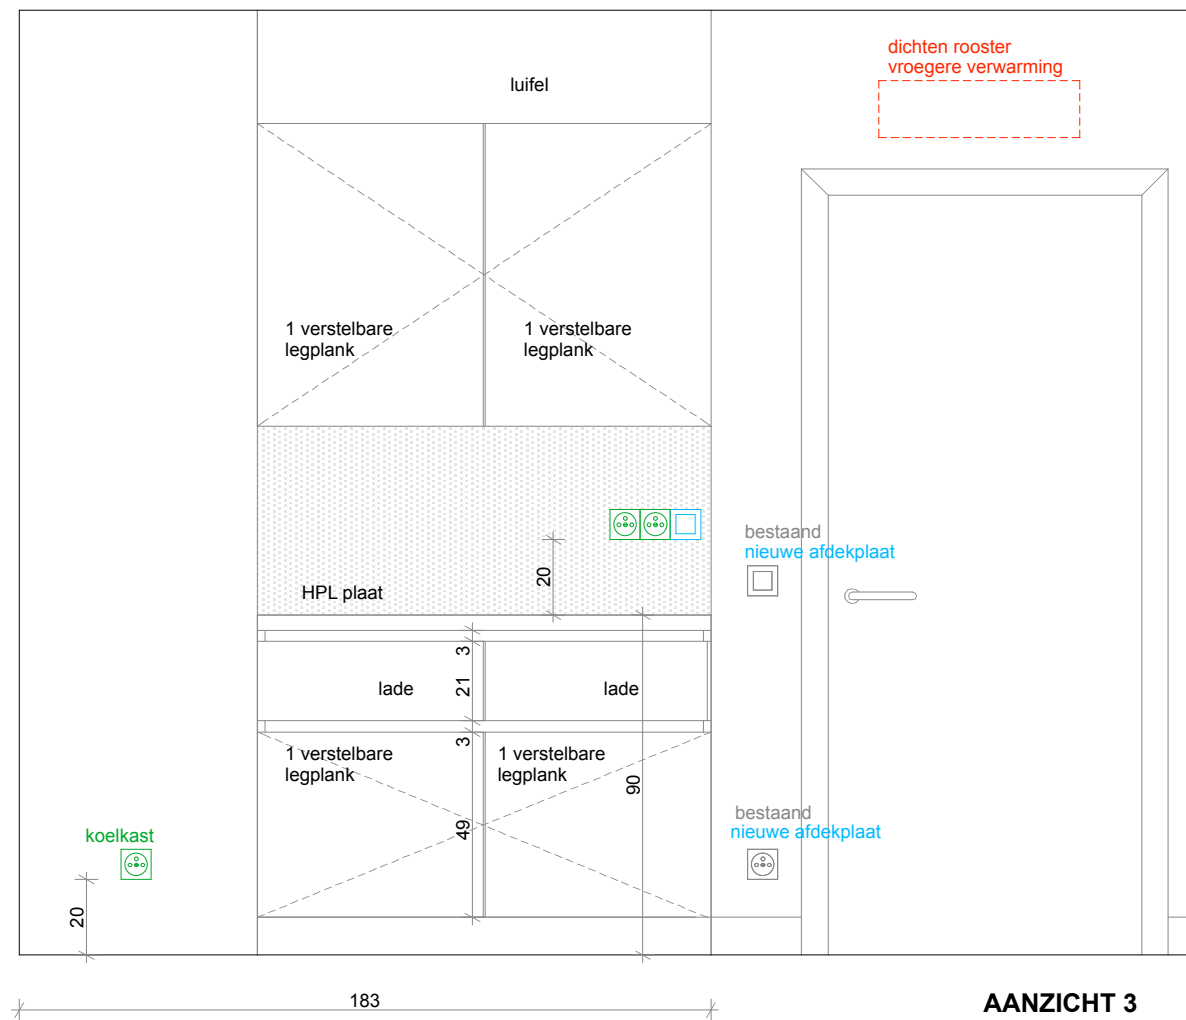 dichten rooster
vroegere verwarming
luifel
1 verstelbare
legplank
1 verstelbare
legplank
bestaand
nieuwe afdekplaat
20
HPL plaat
3
21
lade
lade
3
1 verstelbare
legplank
1 verstelbare
legplank
90
49
bestaand
nieuwe afdekplaat
koelkast
20
183
AANZICHT 3